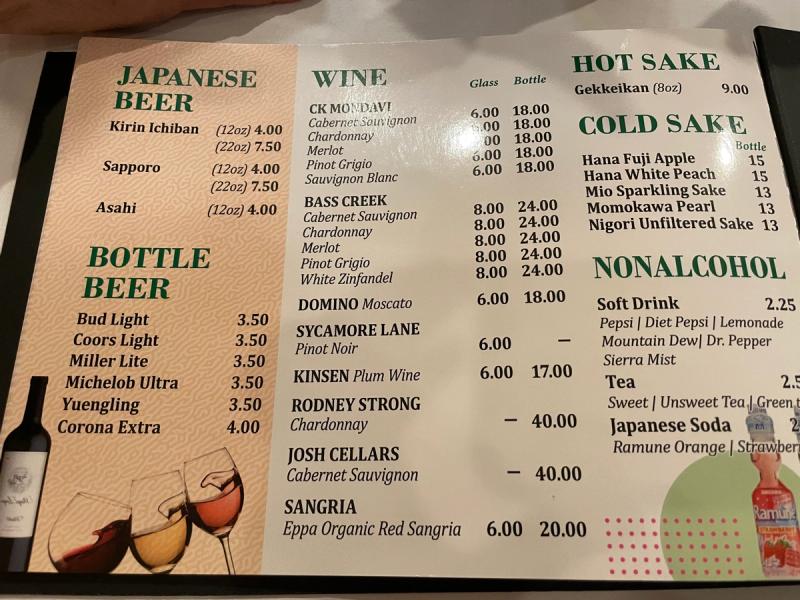 JAPANESE
BEER
Kirin Ichiban (12oz) 4.00
(22oz) 7.50
Sapporo (12oz) 4.00
(22oz) 7.50
Asahi (12oz) 4.00
BOTTLE
BEER
Bud Light 3.50
Coors Light 3.50
Miller Lite 3.50
Michelob Ultra 3.50
Yuengling 3.50
Corona Extra 4.00
WINE Glass Bottle
CK MONDAVI
Cabernet Sauvignon 6.00 18.00
Chardonnay 6.00 18.00
Merlot 6.00 18.00
Pinot Grigio 6.00 18.00
Sauvignon Blanc 6.00 18.00
BASS CREEK
Cabernet Sauvignon 8.00 24.00
Chardonnay 8.00 24.00
Merlot 8.00 24.00
Pinot Grigio 8.00 24.00
White Zinfandel 8.00 24.00
DOMINO Moscato 6.00 18.00
SYCAMORE LANE
Pinot Noir 6.00 –
KINSEN Plum Wine 6.00 17.00
RODNEY STRONG
Chardonnay – 40.00
JOSH CELLARS
Cabernet Sauvignon – 40.00
SANGRIA
Eppa Organic Red Sangria 6.00 20.00
HOT SAKE
Gekkeikan (8oz) 9.00
COLD SAKE
Bottle
Hana Fuji Apple 15
Hana White Peach 15
Mio Sparkling Sake 13
Momokawa Pearl 13
Nigori Unfiltered Sake 13
NONALCOHOL
Soft Drink 2.25
Pepsi | Diet Pepsi | Lemonade
Mountain Dew| Dr. Pepper
Sierra Mist
Tea
Sweet | Unsweet Tea | Green
Japanese Soda
Ramune Orange | Strawber
Ramune